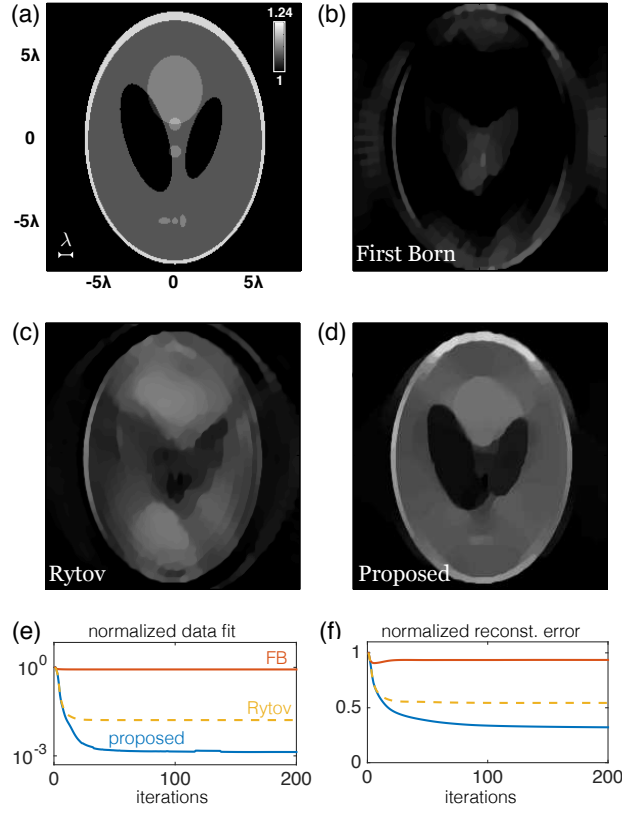 (a)
1.24
1
5λ
0
-5λ
λ
-5λ 0 5λ
(b)
First Born
(c)
Rytov
(d)
Proposed
(e)
normalized data fit
10^0
10^-3
FB
Rytov
proposed
0 100 200
iterations
(f)
normalized reconst. error
1
0.5
0
0 100 200
iterations